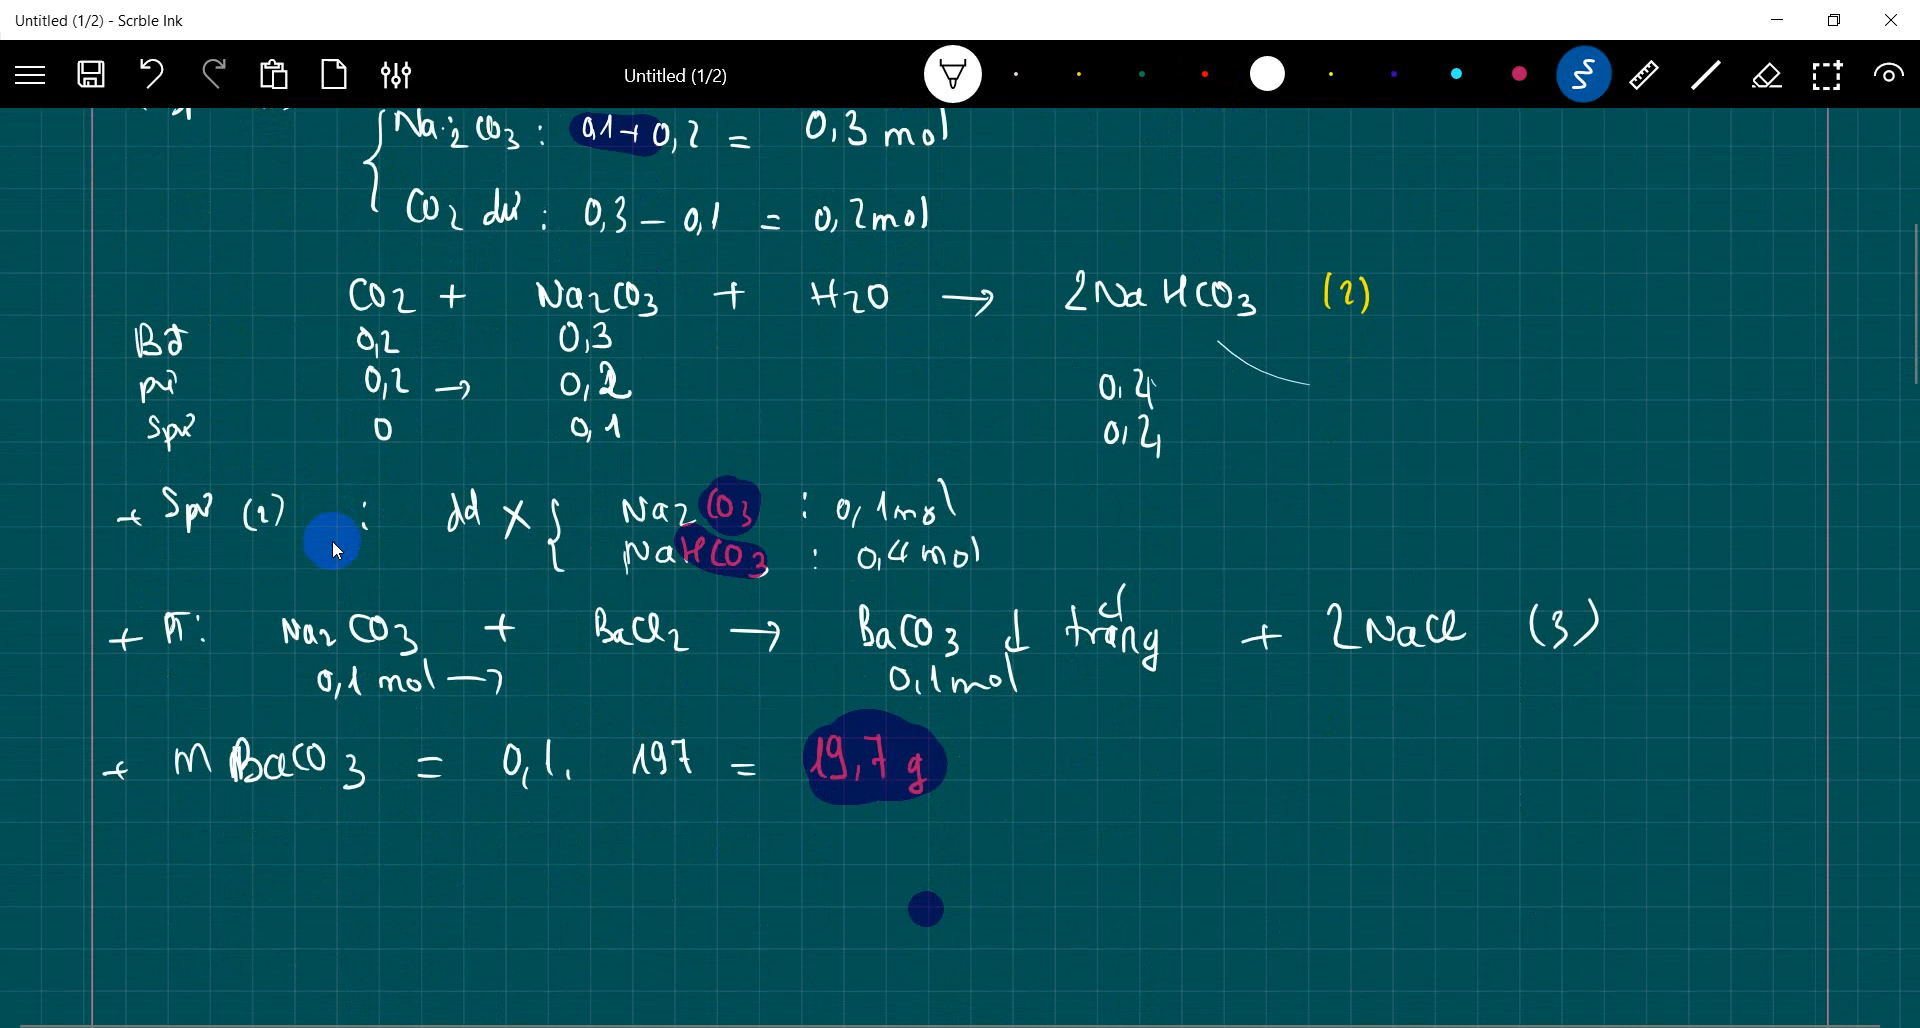 Untitled (1/2) - Scrble Ink
Untitled (1/2)
Na2CO3 : 0,1 + 0,2 = 0,3 mol
CO2 dư : 0,3 - 0,1 = 0,2 mol
CO2 + Na2CO3 + H2O → 2NaHCO3 (2)
Bđ 0,2 0,3
pư 0,2 → 0,2 0,4
Spư 0 0,1 0,4
+ Spư (2) : dd X { Na2CO3 : 0,1 mol
NaHCO3 : 0,4 mol
+ PT: Na2CO3 + BaCl2 → BaCO3 ↓ trắng + 2NaCl (3)
0,1 mol → 0,1 mol
+ m BaCO3 = 0,1. 197 = 19,7 g